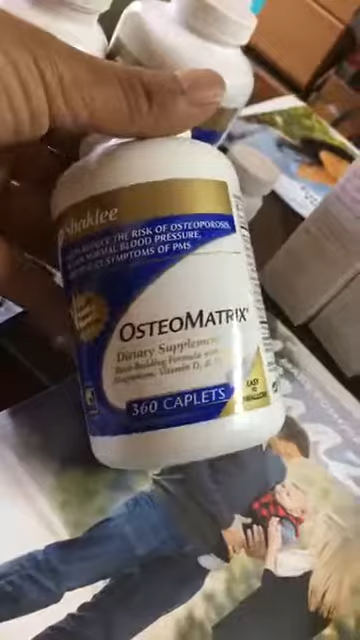 Shaklee
REDUCE THE RISK OF OSTEOPOROSIS,
NORMAL BLOOD PRESSURE,
SYMPTOMS OF PMS
OSTEOMATRIX®
Dietary Supplement
Bone-Building Formula with
Magnesium, Vitamin D, &
360 CAPLETS
EASY
TO
SWALLOW